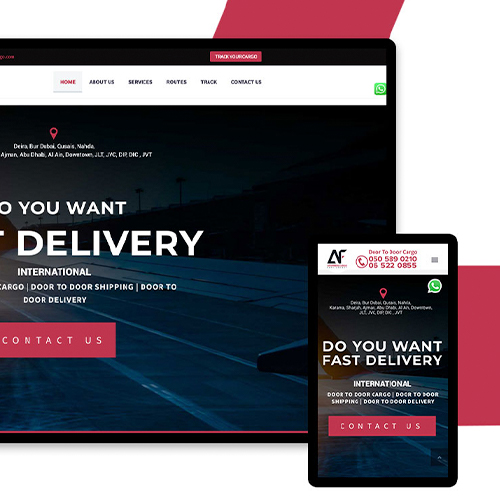 go.com
TRACK YOUR CARGO
HOME ABOUT US SERVICES ROUTES TRACK CONTACT US
Deira, Bur Dubai, Qusais, Nahda,
Ajman, Abu Dhabi, Al Ain, Downtown, JLT, JVC, DIP, DIC , JVT
O YOU WANT
T DELIVERY
INTERNATIONAL
CARGO | DOOR TO DOOR SHIPPING | DOOR TO
DOOR DELIVERY
CONTACT US
AF
Door To Door Cargo
050 589 0210
06 522 0855
Deira, Bur Dubai, Qusais, Nahda,
Karama, Sharjah, Ajman, Abu Dhabi, Al Ain, Downtown,
JLT, JVC, DIP, DIC , JVT
DO YOU WANT
FAST DELIVERY
INTERNATIONAL
DOOR TO DOOR CARGO | DOOR TO DOOR
SHIPPING | DOOR TO DOOR DELIVERY
CONTACT US